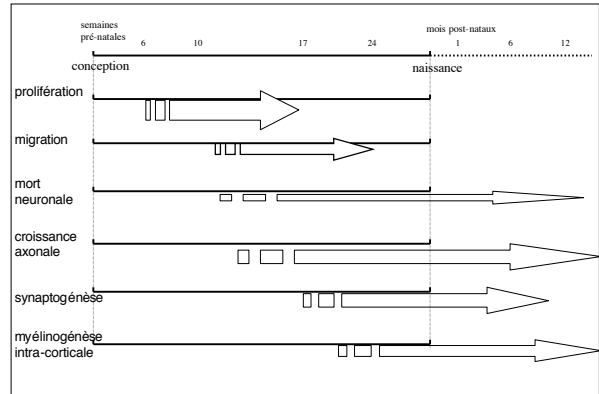 semaines
pré-natales
mois post-nataux
6 10 17 24 1 6 12
conception
naissance
prolifération
migration
mort
neuronale
croissance
axonale
synaptogénèse
myélinogénèse
intra-corticale